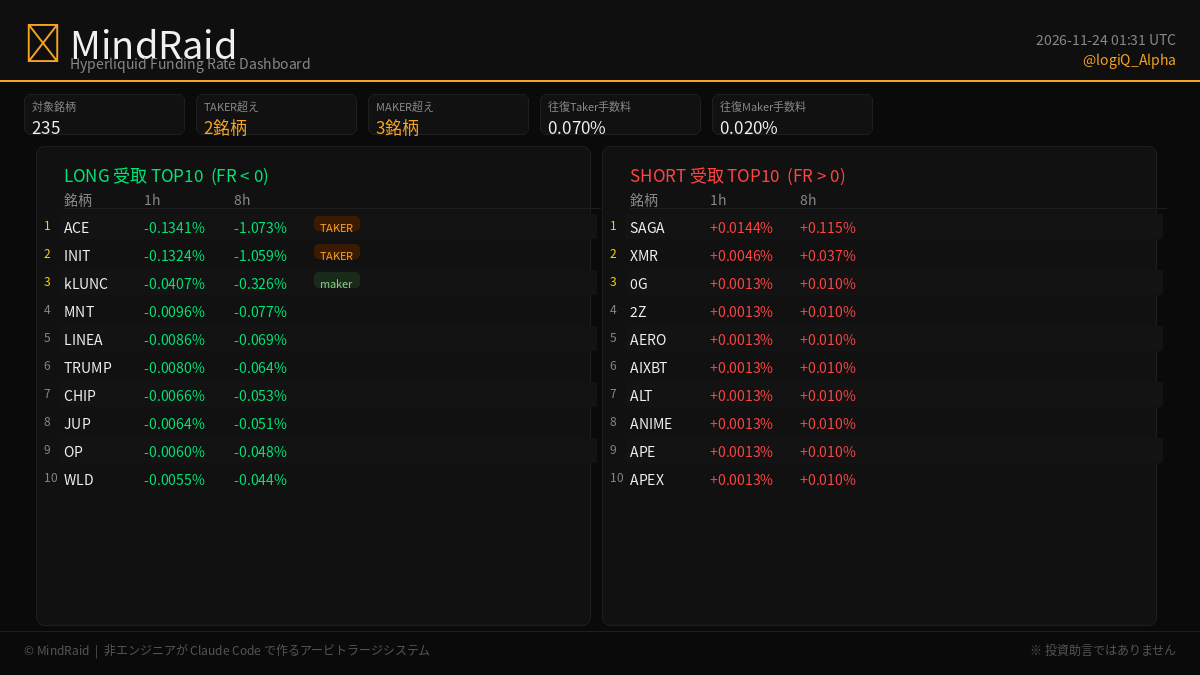 MindRaid
Hyperliquid Funding Rate Dashboard
2026-11-24 01:31 UTC
@logiQ_Alpha
対象銘柄
235
TAKER超え
2銘柄
MAKER超え
3銘柄
往復Taker手数料
0.070%
往復Maker手数料
0.020%
LONG 受取 TOP10 (FR < 0)
銘柄 1h 8h
1 ACE -0.1341% -1.073% TAKER
2 INIT -0.1324% -1.059% TAKER
3 kLUNC -0.0407% -0.326% maker
4 MNT -0.0096% -0.077%
5 LINEA -0.0086% -0.069%
6 TRUMP -0.0080% -0.064%
7 CHIP -0.0066% -0.053%
8 JUP -0.0064% -0.051%
9 OP -0.0060% -0.048%
10 WLD -0.0055% -0.044%
SHORT 受取 TOP10 (FR > 0)
銘柄 1h 8h
1 SAGA +0.0144% +0.115%
2 XMR +0.0046% +0.037%
3 0G +0.0013% +0.010%
4 2Z +0.0013% +0.010%
5 AERO +0.0013% +0.010%
6 AIXBT +0.0013% +0.010%
7 ALT +0.0013% +0.010%
8 ANIME +0.0013% +0.010%
9 APE +0.0013% +0.010%
10 APEX +0.0013% +0.010%
© MindRaid | 非エンジニアが Claude Code で作るアービトラージシステム
※ 投資助言ではありません